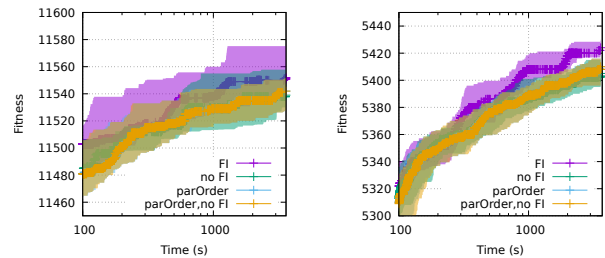 11600
11580
11560
11540
11520
11500
11480
11460
Fitness
FI
no FI
parOrder
parOrder,no FI
100
1000
Time (s)
5440
5420
5400
5380
5360
5340
5320
5300
Fitness
FI
no FI
parOrder
parOrder,no FI
100
1000
Time (s)